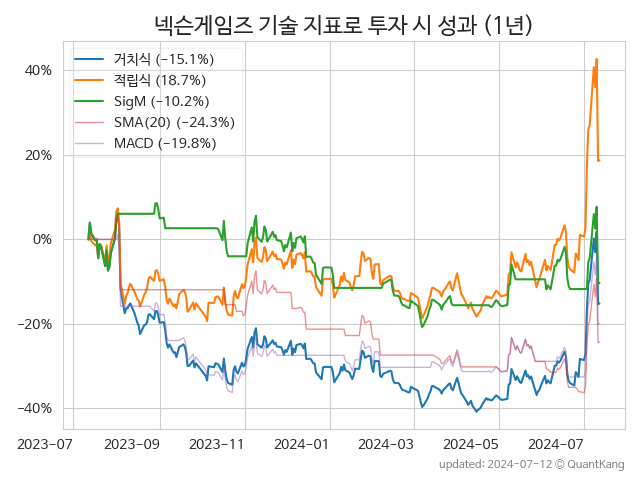 넥슨게임즈 기술 지표로 투자 시 성과 (1년)
거치식 (−15.1%)
적립식 (18.7%)
SigM (−10.2%)
SMA(20) (−24.3%)
MACD (−19.8%)
40%
20%
0%
−20%
−40%
2023-07 2023-09 2023-11 2024-01 2024-03 2024-05 2024-07
updated: 2024-07-12 © QuantKang